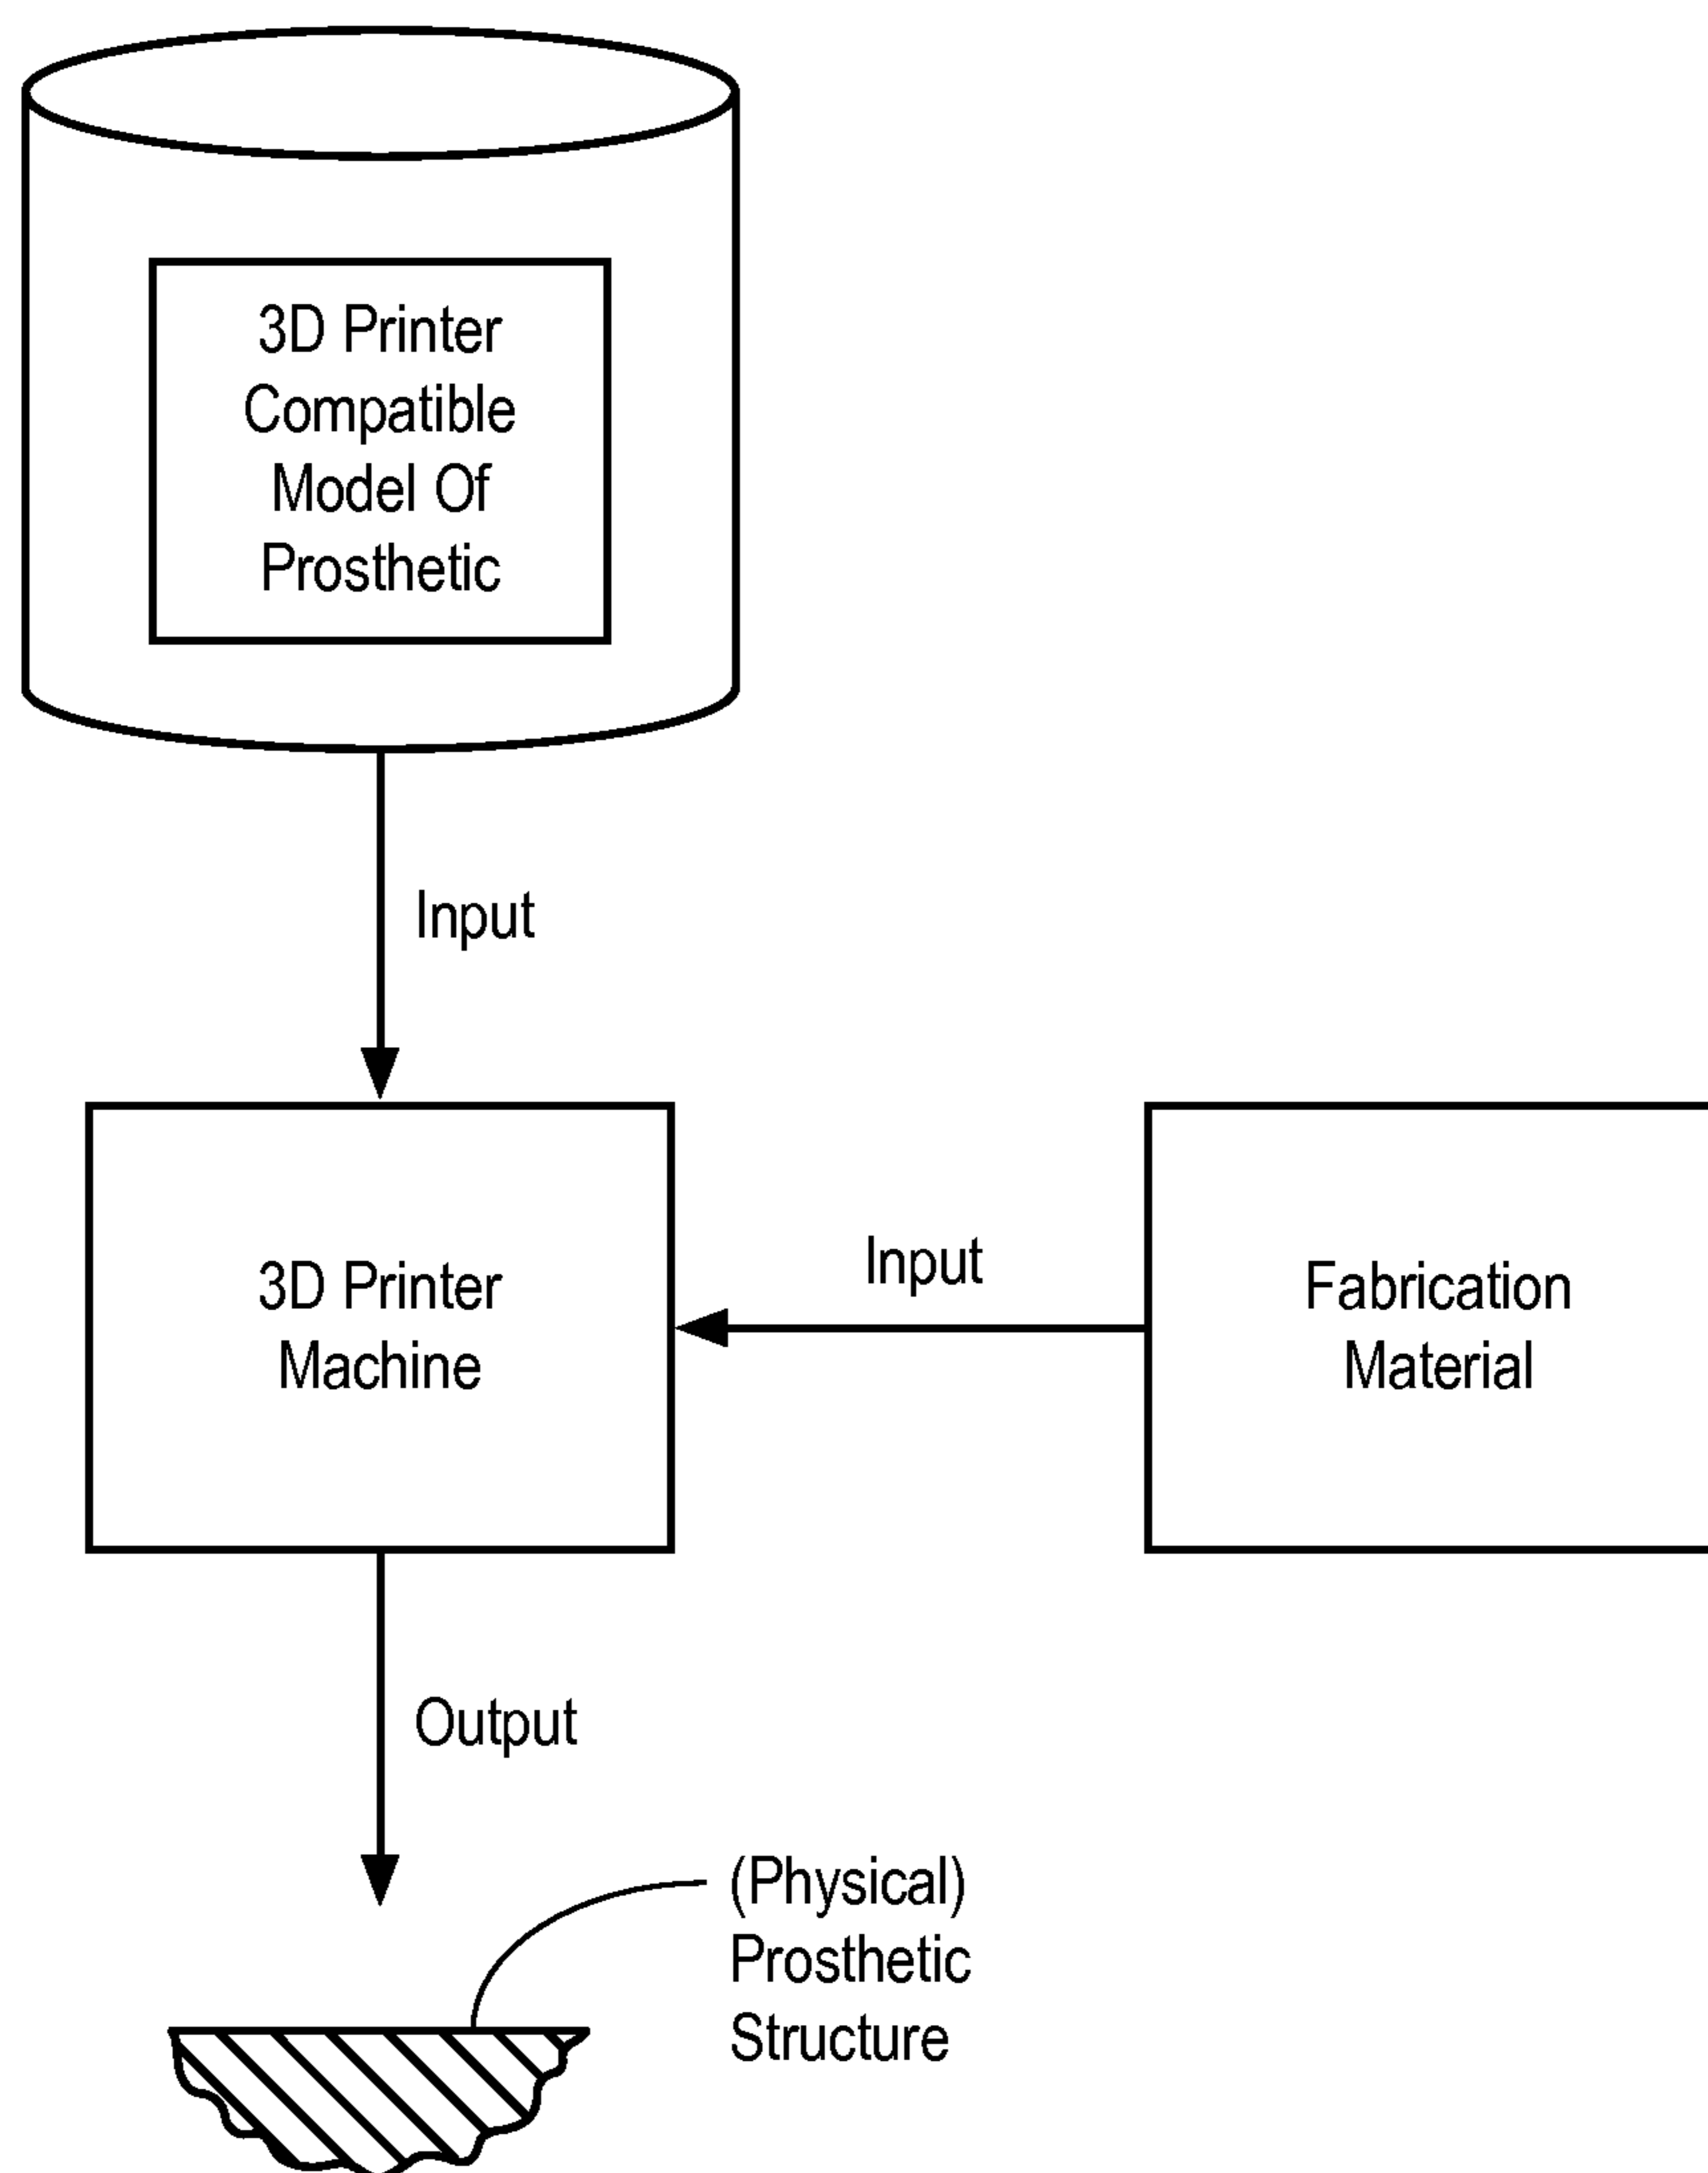 3D Printer
Compatible
Model Of
Prosthetic
Input
3D Printer
Machine
Input
Fabrication
Material
Output
(Physical)
Prosthetic
Structure